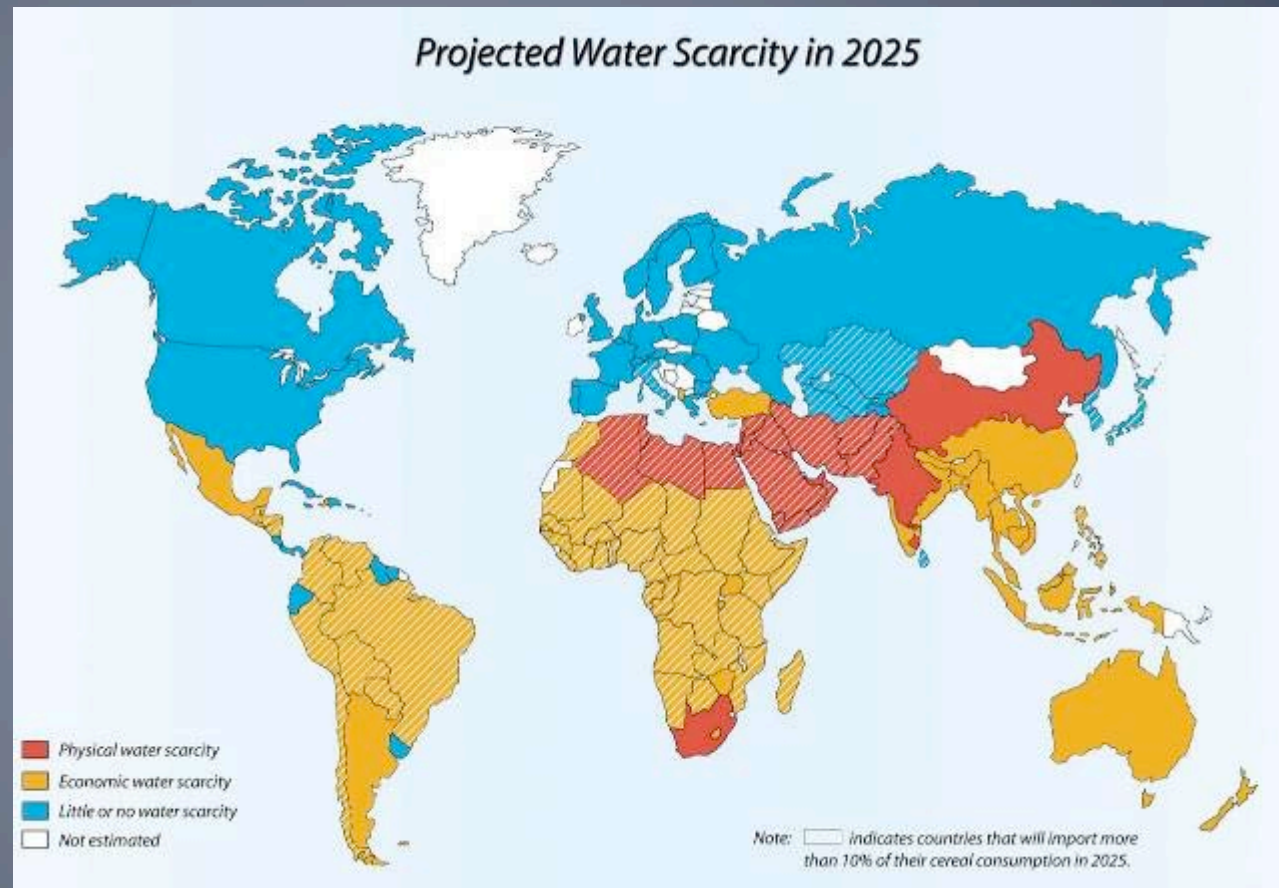 Projected Water Scarcity in 2025
Physical water scarcity
Economic water scarcity
Little or no water scarcity
Not estimated
Note: indicates countries that will import more
than 10% of their cereal consumption in 2025.